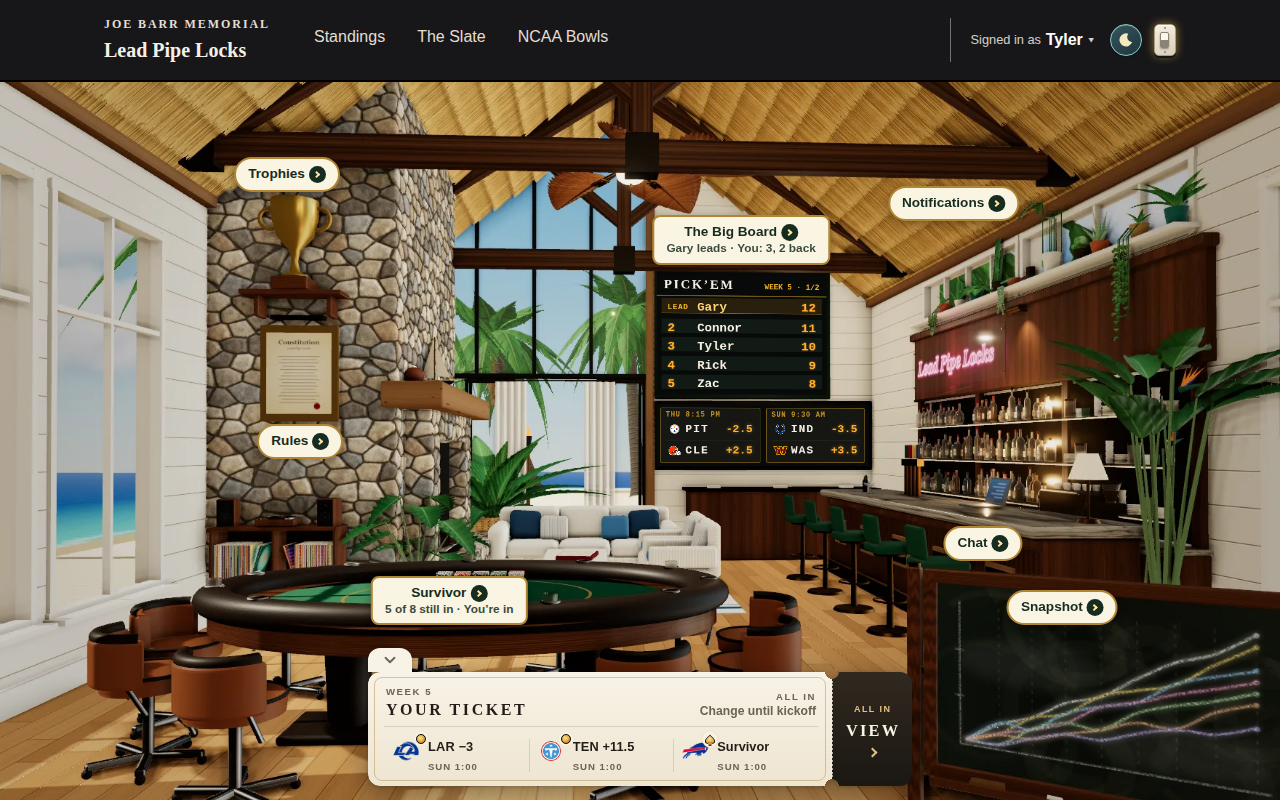 JOE BARR MEMORIAL
Lead Pipe Locks
Standings
The Slate
NCAA Bowls
Signed in as Tyler
Trophies
Notifications
The Big Board
Gary leads · You: 3, 2 back
PICK’EM
WEEK 5 · 1/2
LEAD Gary 12
2 Connor 11
3 Tyler 10
4 Rick 9
5 Zac 8
Lead Pipe Locks
Constitution
THU 8:15 PM
PIT -2.5
CLE +2.5
SUN 9:30 AM
IND -3.5
WAS +3.5
Rules
Chat
Survivor
5 of 8 still in · You're in
Snapshot
WEEK 5
YOUR TICKET
ALL IN
Change until kickoff
LAR −3
SUN 1:00
TEN +11.5
SUN 1:00
Survivor
SUN 1:00
ALL IN
VIEW